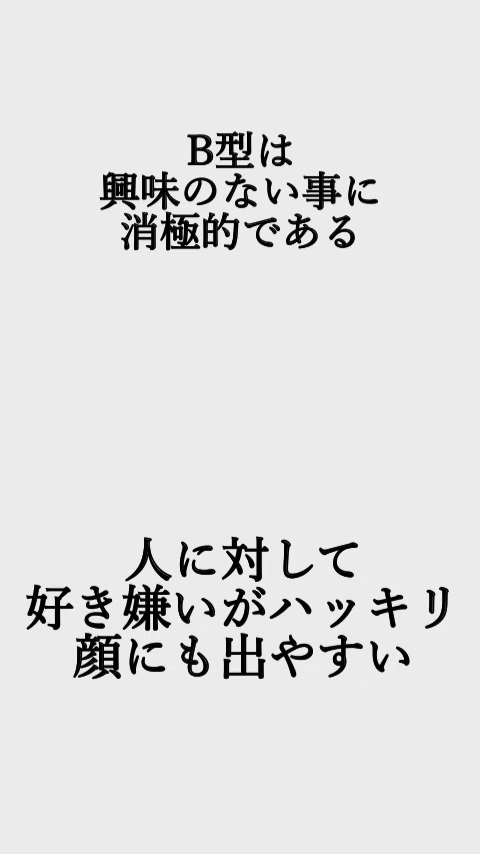 B型は
興味のない事に
消極的である
人に対して
好き嫌いがハッキリ
顔にも出やすい